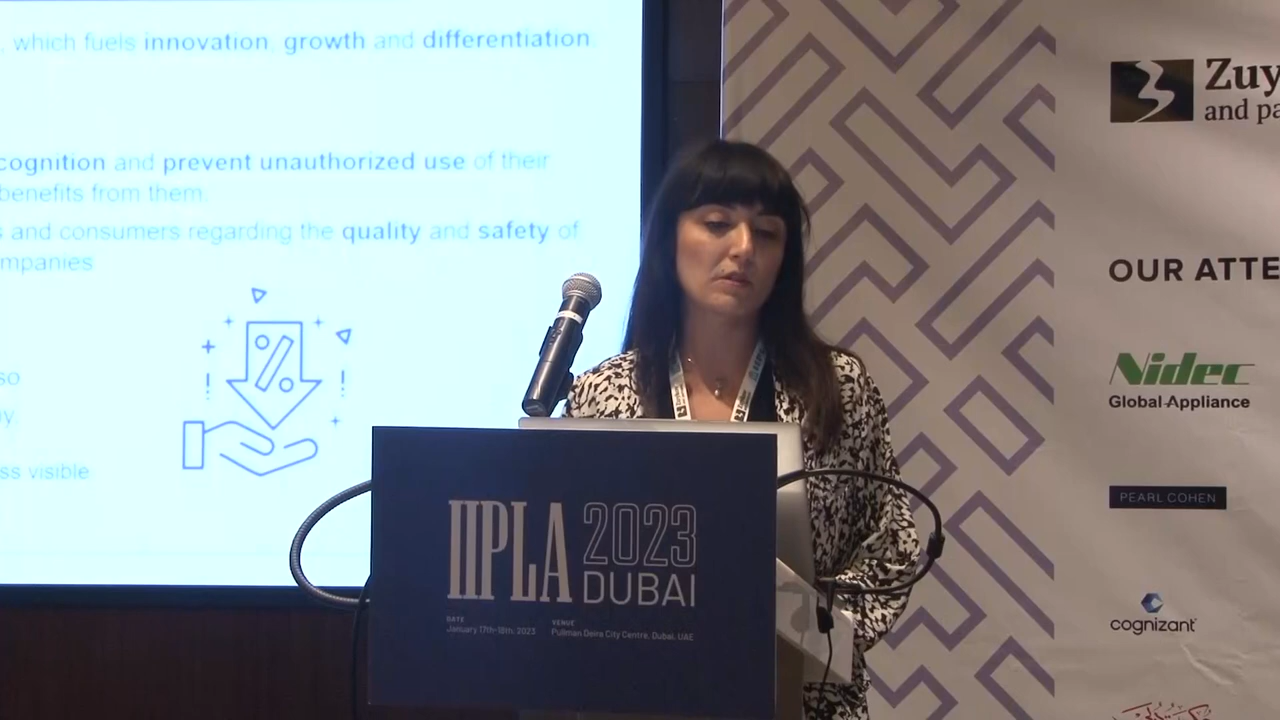 , which fuels innovation, growth and differentiation.
cognition and prevent unauthorized use of their
benefits from them.
s and consumers regarding the quality and safety of
mpanies
so
ny
ss visible
IIPLA 2023
DUBAI
DATE
January 17th-18th, 2023
VENUE
Pullman Deira City Centre, Dubai, UAE
Zuy
and pa
OUR ATTE
Nidec
Global Appliance
PEARL COHEN
cognizant